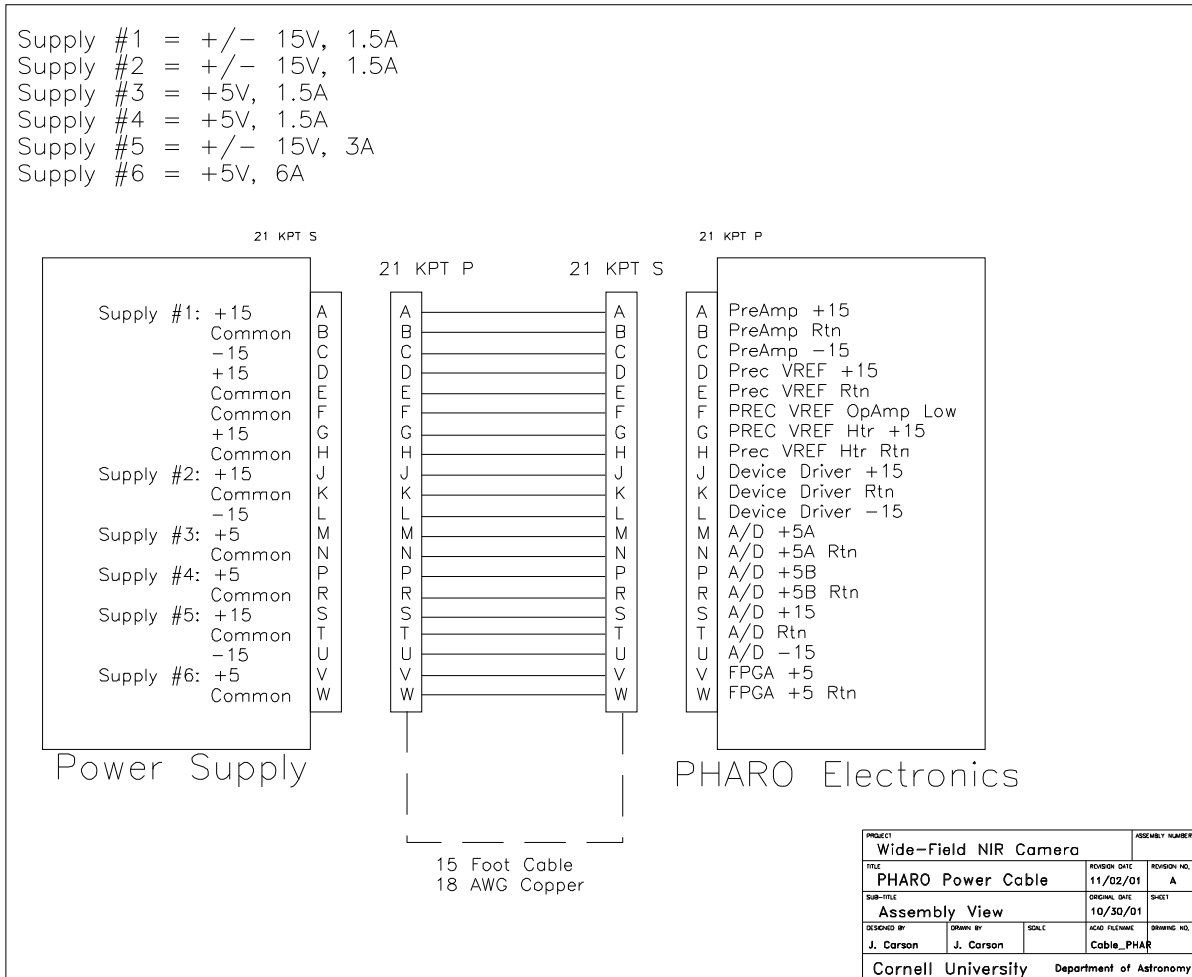 Supply #1 = +/- 15V, 1.5A
Supply #2 = +/- 15V, 1.5A
Supply #3 = +5V, 1.5A
Supply #4 = +5V, 1.5A
Supply #5 = +/- 15V, 3A
Supply #6 = +5V, 6A
21 KPT S
21 KPT P
21 KPT P
21 KPT S
Supply #1: +15 A A A A PreAmp +15
Common B B B B PreAmp Rtn
-15 C C C C PreAmp -15
+15 D D D D Prec VREF +15
Common E E E E Prec VREF Rtn
Common F F F F PREC VREF OpAmp Low
+15 G G G G PREC VREF Htr +15
Common H H H H Prec VREF Htr Rtn
Supply #2: +15 J J J J Device Driver +15
Common K K K K Device Driver Rtn
-15 L L L L Device Driver -15
Supply #3: +5 M M M M A/D +5A
Common N N N N A/D +5A Rtn
Supply #4: +5 P P P P A/D +5B
Common R R R R A/D +5B Rtn
Supply #5: +15 S S S S A/D +15
Common T T T T A/D Rtn
-15 U U U U A/D -15
Supply #6: +5 V V V V FPGA +5
Common W W W W FPGA +5 Rtn
Power Supply
PHARO Electronics
15 Foot Cable
18 AWG Copper
PROJECT ASSEMBLY NUMBER
Wide-Field NIR Camera
TITLE REVISION DATE REVISION NO.
PHARO Power Cable 11/02/01 A
SUB-TITLE ORIGINAL DATE SHEET
Assembly View 10/30/01
DESIGNED BY DRAWN BY SCALE ACAD FILENAME DRAWING NO.
J. Carson J. Carson Cable_PHAR
Cornell University Department of Astronomy